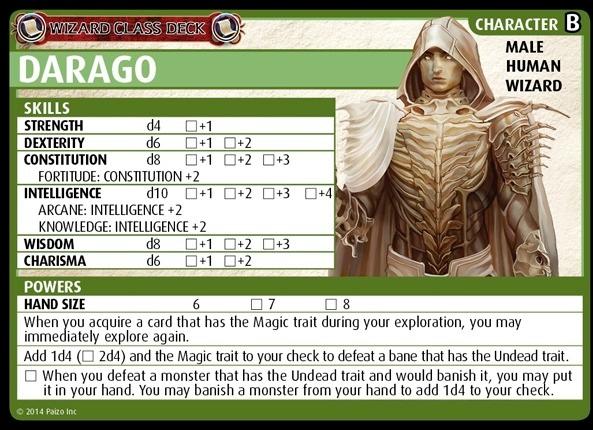 WIZARD CLASS DECK
CHARACTER B
DARAGO
MALE
HUMAN
WIZARD
SKILLS
STRENGTH d4 ☐+1
DEXTERITY d6 ☐+1 ☐+2
CONSTITUTION d8 ☐+1 ☐+2 ☐+3
FORTITUDE: CONSTITUTION +2
INTELLIGENCE d10 ☐+1 ☐+2 ☐+3 ☐+4
ARCANE: INTELLIGENCE +2
KNOWLEDGE: INTELLIGENCE +2
WISDOM d8 ☐+1 ☐+2 ☐+3
CHARISMA d6 ☐+1 ☐+2
POWERS
HAND SIZE 6 ☐ 7 ☐ 8
When you acquire a card that has the Magic trait during your exploration, you may
immediately explore again.
Add 1d4 (☐ 2d4) and the Magic trait to your check to defeat a bane that has the Undead trait.
☐ When you defeat a monster that has the Undead trait and would banish it, you may put
it in your hand. You may banish a monster from your hand to add 1d4 to your check.
© 2014 Paizo Inc